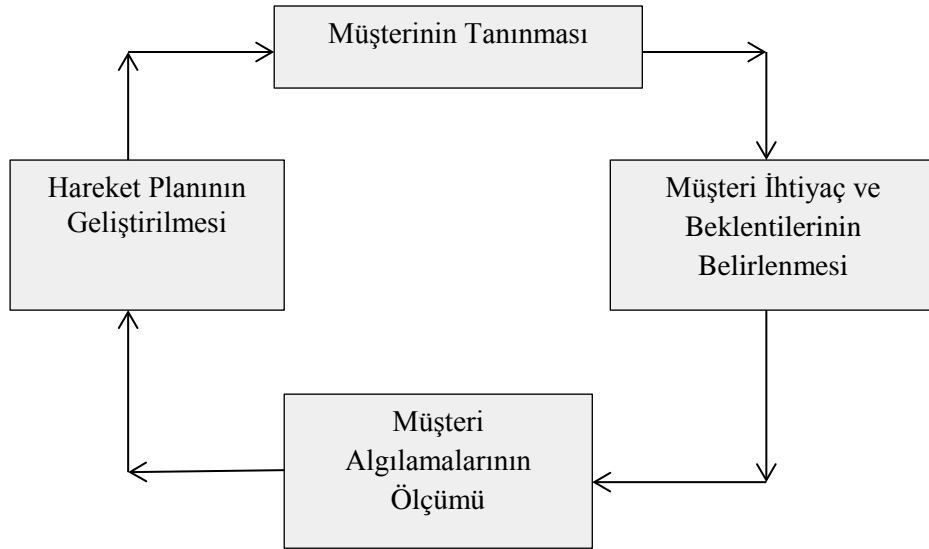 Müşterinin Tanınması
Hareket Planının
Geliştirilmesi
Müşteri İhtiyaç ve
Beklentilerinin
Belirlenmesi
Müşteri
Algılamalarının
Ölçümü